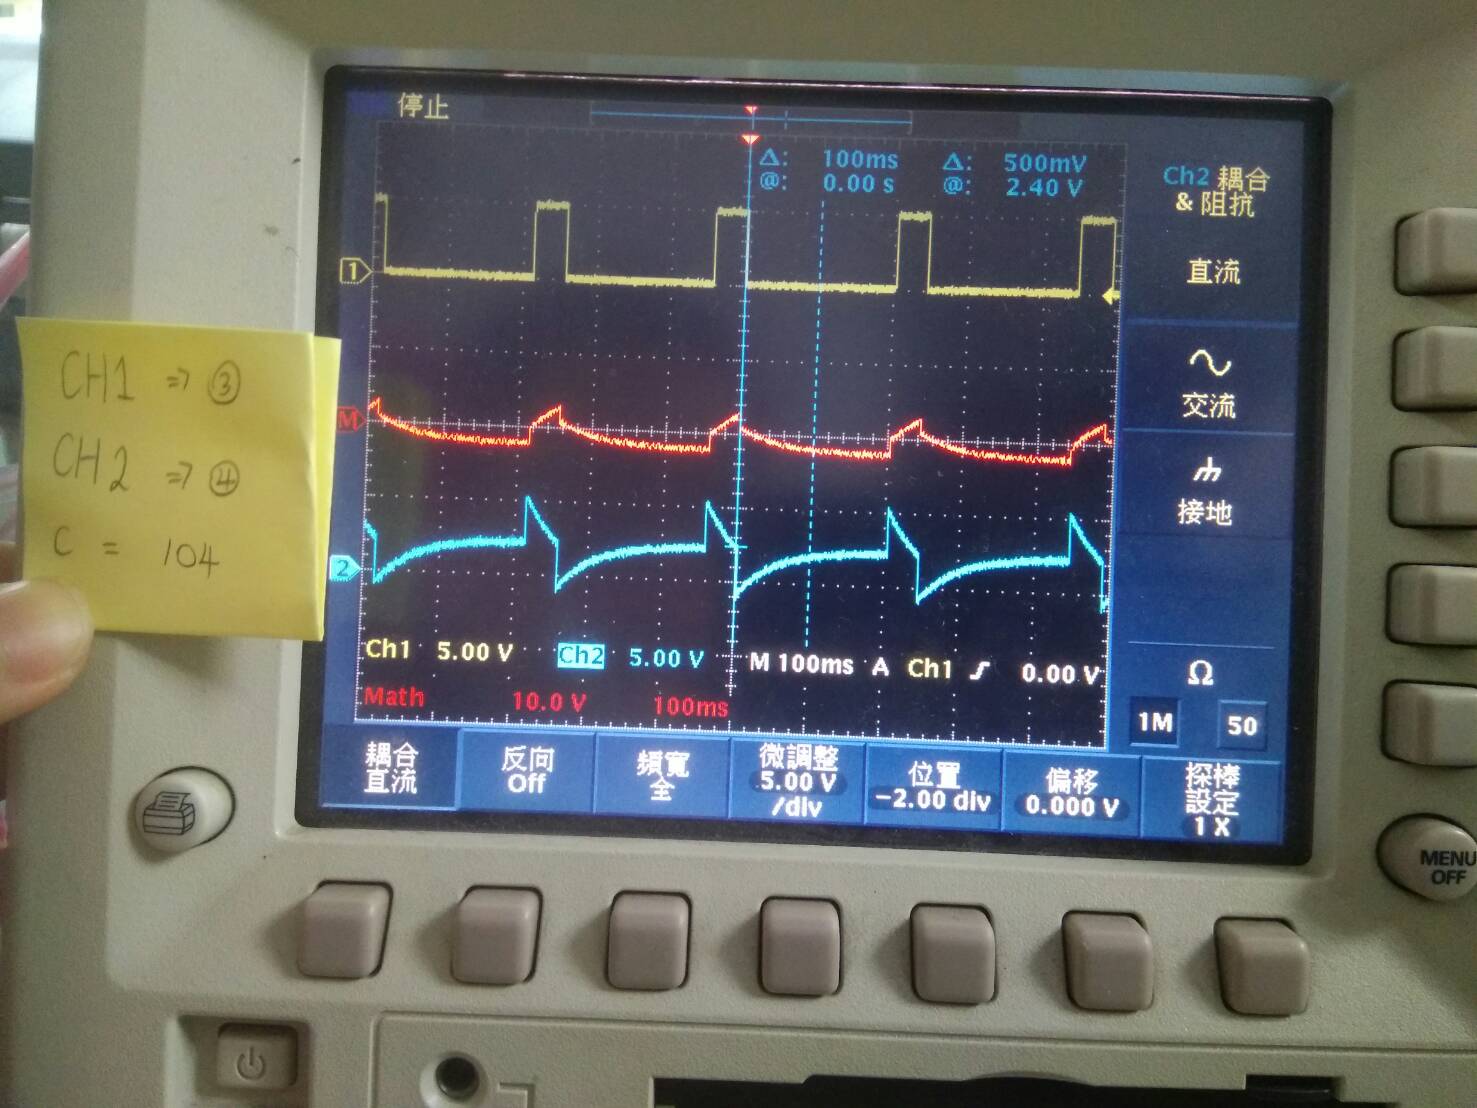 停止
Δ: 100ms Δ: 500mV
@: 0.00 s @: 2.40 V
Ch2 耦合
& 阻抗
直流
交流
接地
Ω
1M 50
1
M
2
CH1 ⇒ ③
CH2 ⇒ ④
C = 104
Ch1 5.00 V Ch2 5.00 V M 100ms A Ch1 0.00 V
Math 10.0 V 100ms
耦合
直流
反向
Off
頻寬
全
微調整
5.00 V
/div
位置
-2.00 div
偏移
0.000 V
探棒
設定
1 X
MENU
OFF